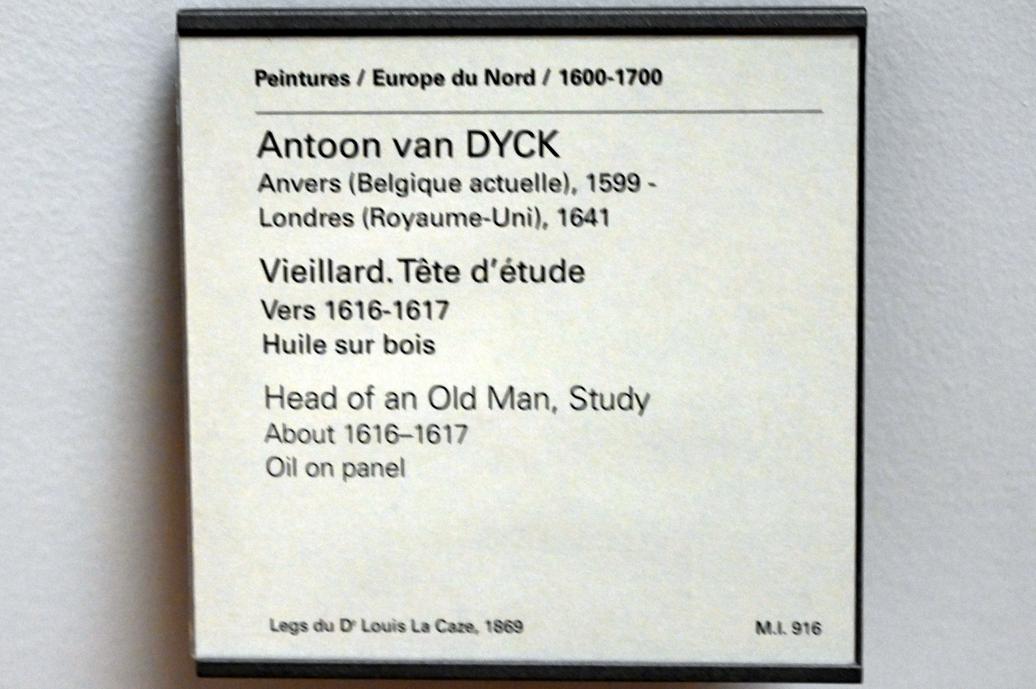 Peintures / Europe du Nord / 1600-1700
Antoon van DYCK
Anvers (Belgique actuelle), 1599 -
Londres (Royaume-Uni), 1641
Vieillard. Tête d'étude
Vers 1616-1617
Huile sur bois
Head of an Old Man, Study
About 1616–1617
Oil on panel
Legs du Dr Louis La Caze, 1869
M.I. 916